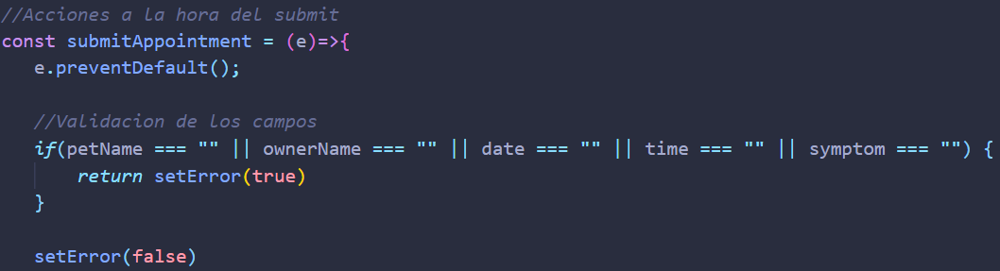 //Acciones a la hora del submit
const submitAppointment = (e)=>{
e.preventDefault();
//Validacion de los campos
if(petName === "" || ownerName === "" || date === "" || time === "" || symptom === "") {
return setError(true)
}
setError(false)